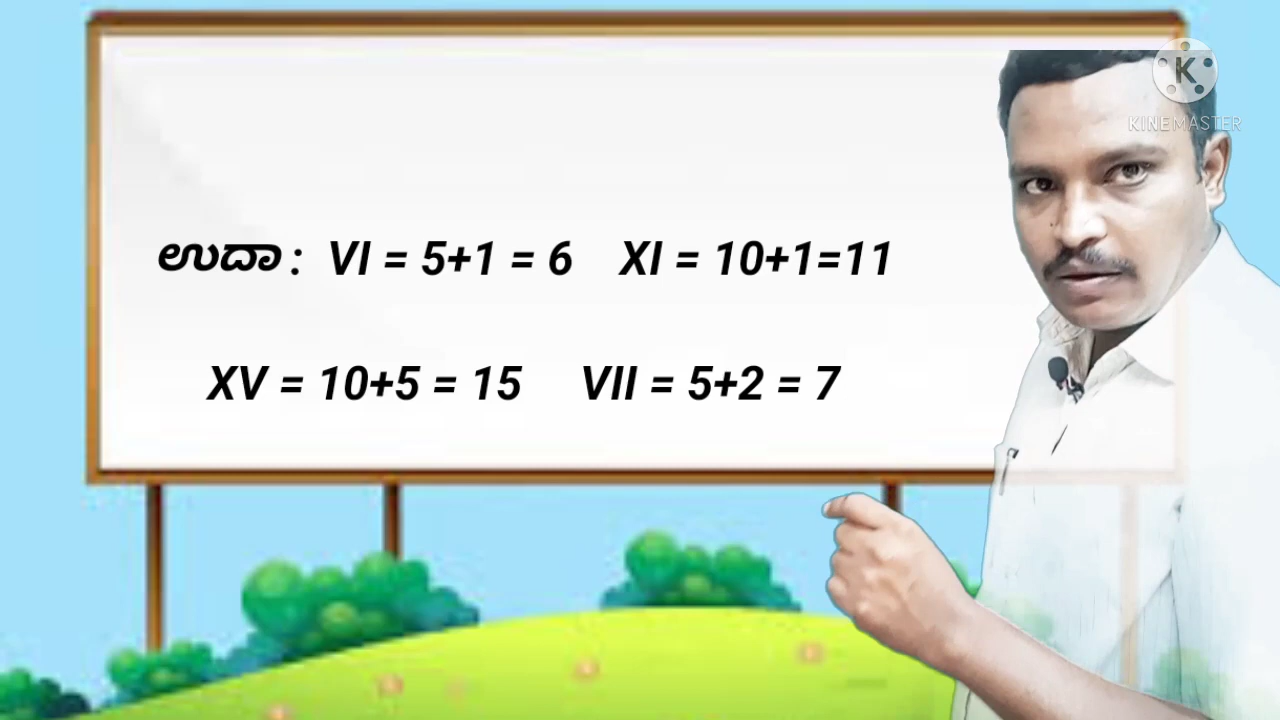 ಉದಾ : VI = 5+1 = 6 XI = 10+1=11
XV = 10+5 = 15 VII = 5+2 = 7
K
KINEMASTER